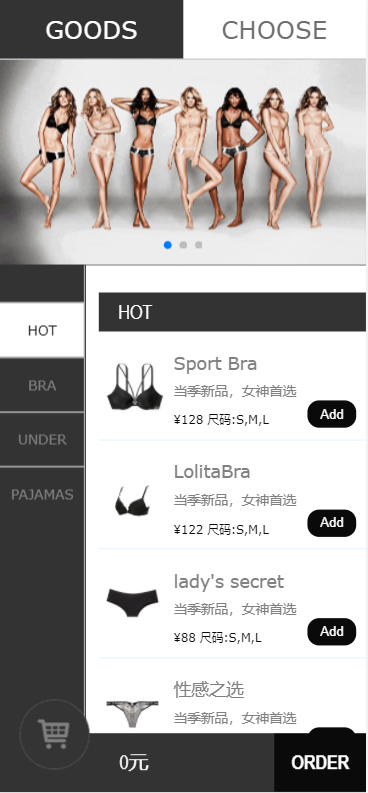 GOODS
CHOOSE
HOT
BRA
UNDER
PAJAMAS
HOT
Sport Bra
当季新品，女神首选
¥128 尺码:S,M,L
Add
LolitaBra
当季新品，女神首选
¥122 尺码:S,M,L
Add
lady's secret
当季新品，女神首选
¥88 尺码:S,M,L
Add
性感之选
当季新品，女神首选
0元
ORDER